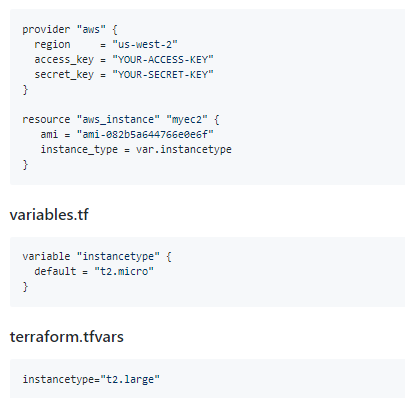 provider "aws" {
  region     = "us-west-2"
  access_key = "YOUR-ACCESS-KEY"
  secret_key = "YOUR-SECRET-KEY"
}

resource "aws_instance" "myec2" {
   ami = "ami-082b5a644766e0e6f"
   instance_type = var.instancetype
}

variables.tf

variable "instancetype" {
  default = "t2.micro"
}

terraform.tfvars

instancetype="t2.large"